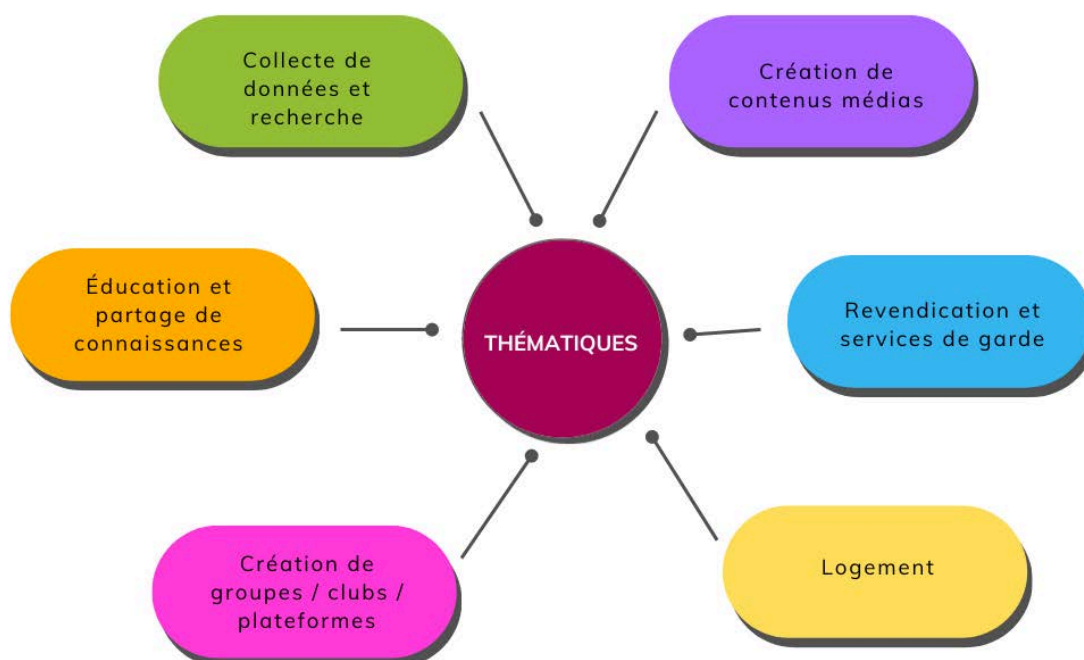 Collecte de
données et
recherche
Création de
contenus médias
Éducation et
partage de
connaissances
THÉMATIQUES
Revendication et
services de garde
Création de
groupes / clubs /
plateformes
Logement